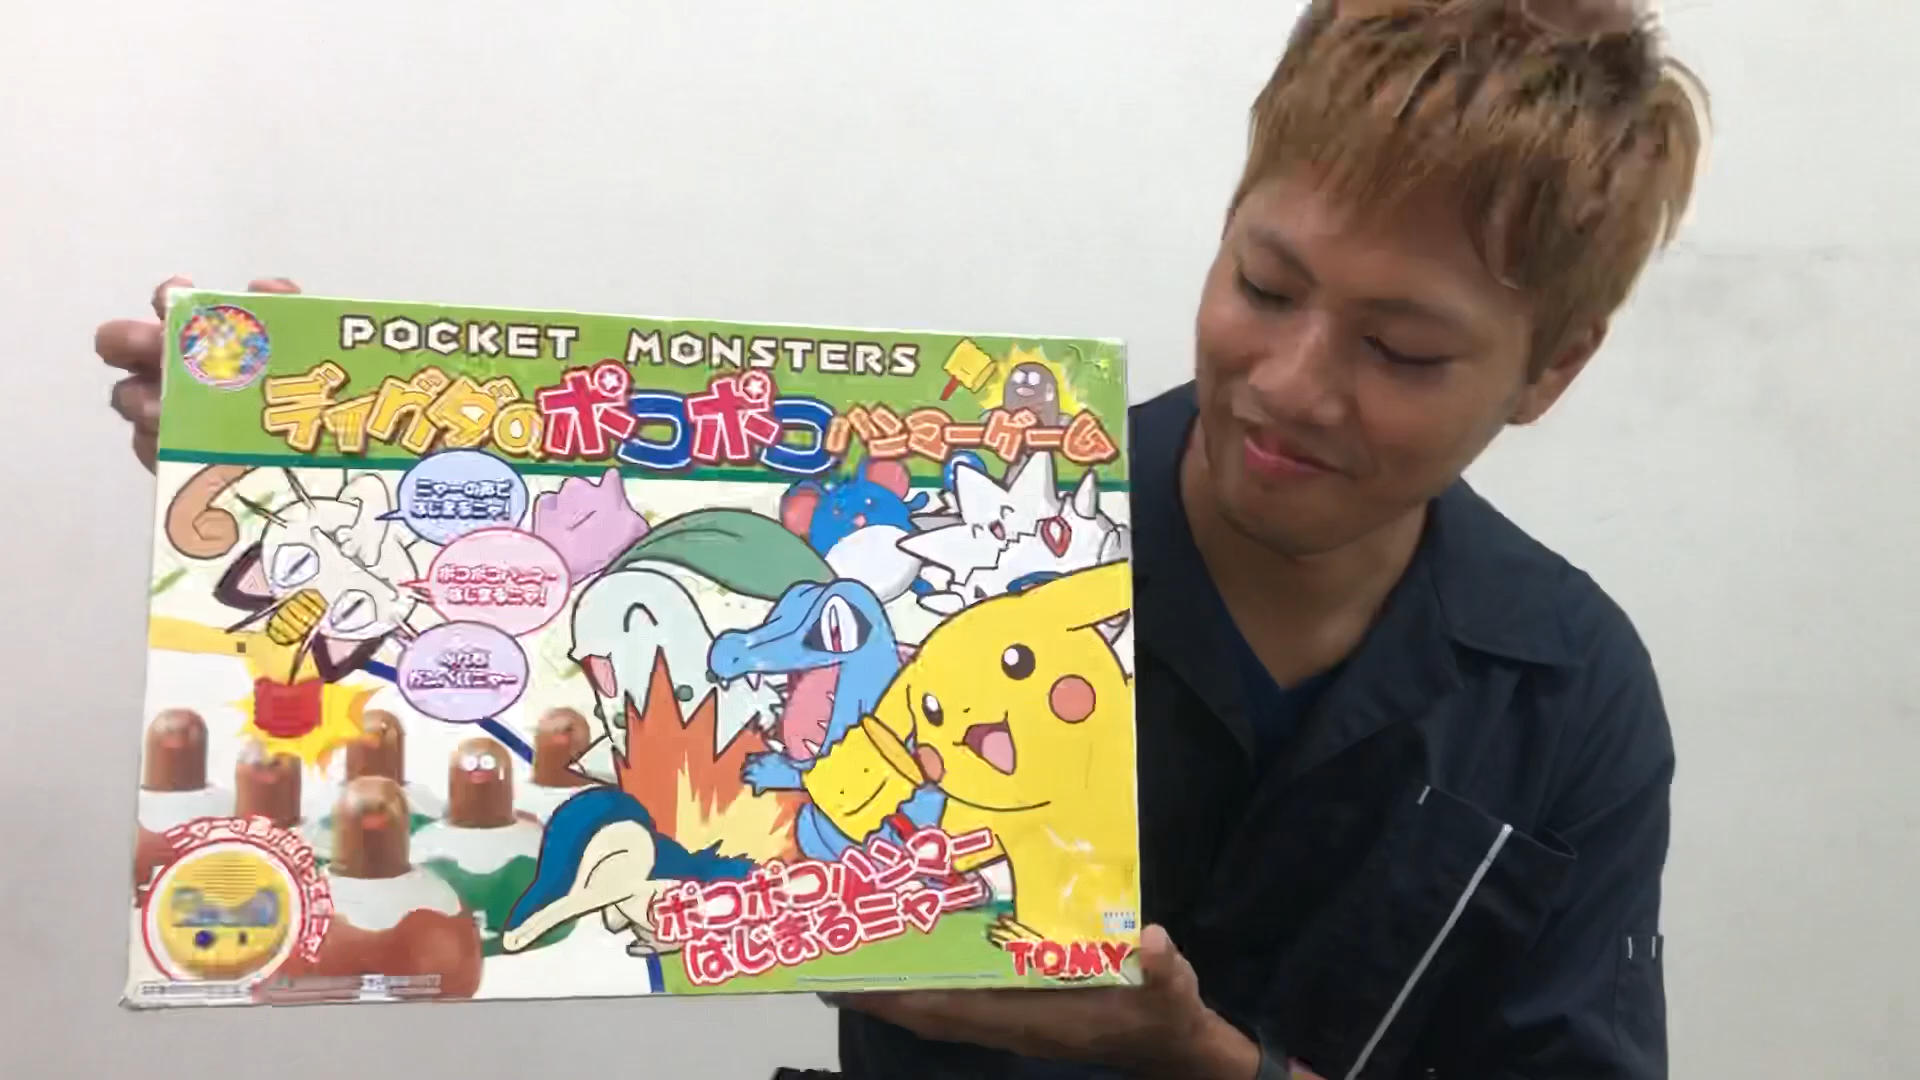 POCKET MONSTERS
ディグダのポコポコハンマーゲーム
ニャーの声で
はじまるニャ!
ポコポコハンマー
はじまるニャ!
ポコポコハンマー
はじまるニャー
TOMY